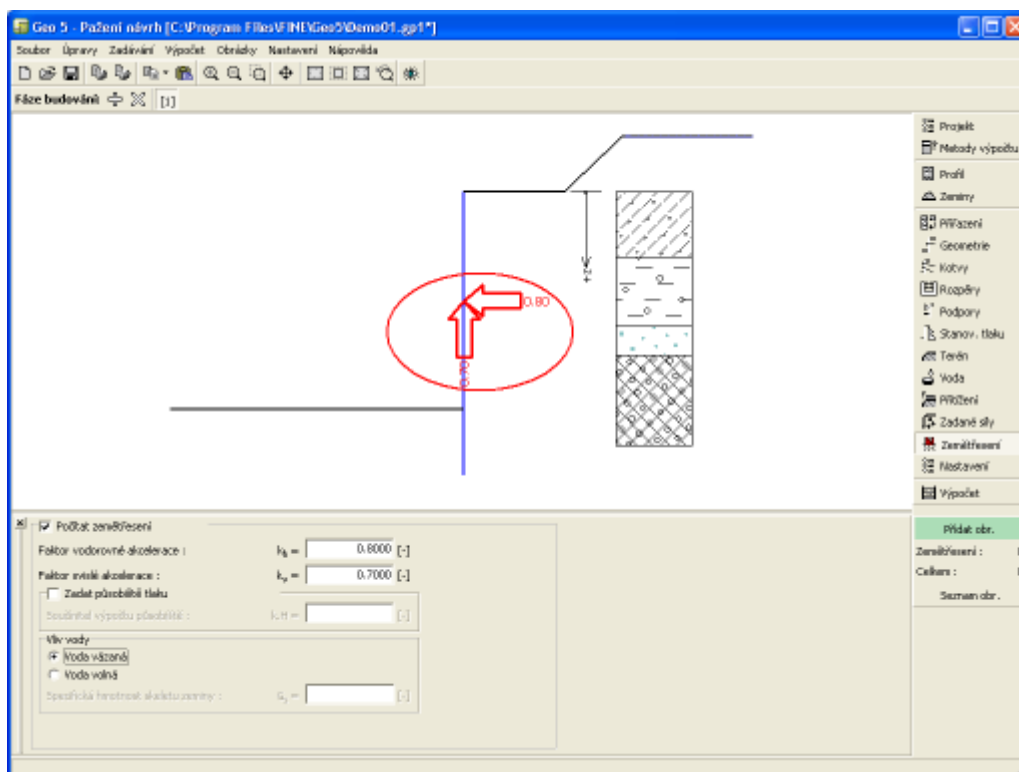 Geo 5 - Pažení návrh [C:\Program Files\FINE\Geo5\Demo01.gp1*]
Soubor Úpravy Zadávání Výpočet Obrázky Nastavení Nápověda
Fáze budování [1]
Projekt
Metody výpočtu
Profil
Zeminy
Přiřazení
Geometrie
Kotvy
Rozpěry
Podpory
Stanov. tlaku
Terén
Voda
Přitížení
Zadané síly
Zemětřesení
Nastavení
Výpočet
+z
0.80
0.70
Počítat zemětřesení
Faktor vodorovné akcelerace : kh = 0.8000 [-]
Faktor svislé akcelerace : kv = 0.7000 [-]
Zadat působiště tlaku
Součinitel výpočtu působiště : k.H = [-]
Vliv vody
Voda vázaná
Voda volná
Specifická hmotnost skeletu zeminy : Gs = [-]
Přidat obr.
Zemětřesení :
Celkem :
Seznam obr.